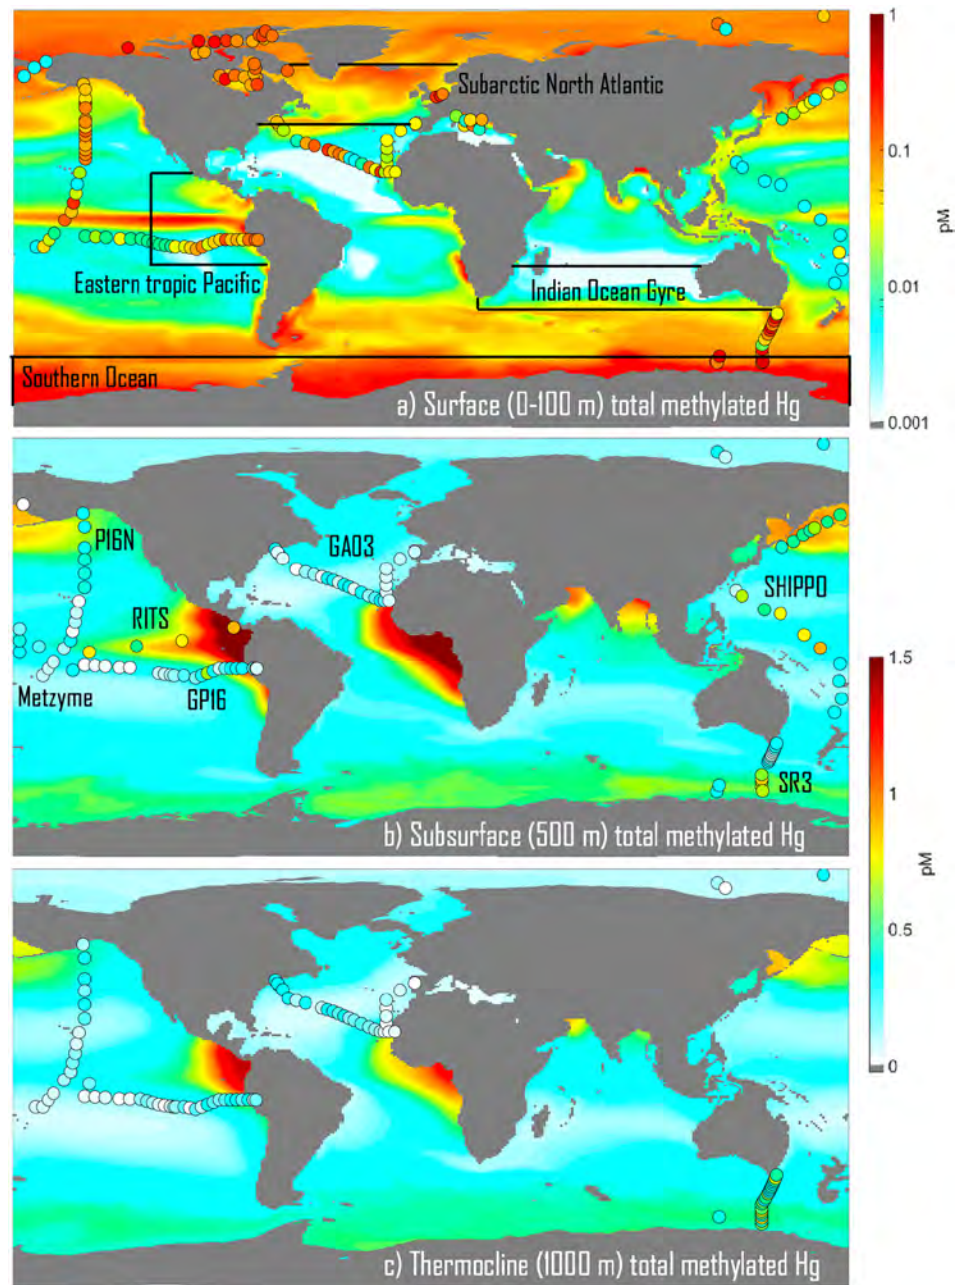 1
Subarctic North Atlantic
0.1
pM
Eastern tropic Pacific
Indian Ocean Gyre
0.01
Southern Ocean
a) Surface (0-100 m) total methylated Hg
0.001
P16N
GA03
SHIPPO
RITS
Metzyme
GP16
1.5
SR3
b) Subsurface (500 m) total methylated Hg
1
pM
0.5
0
c) Thermocline (1000 m) total methylated Hg